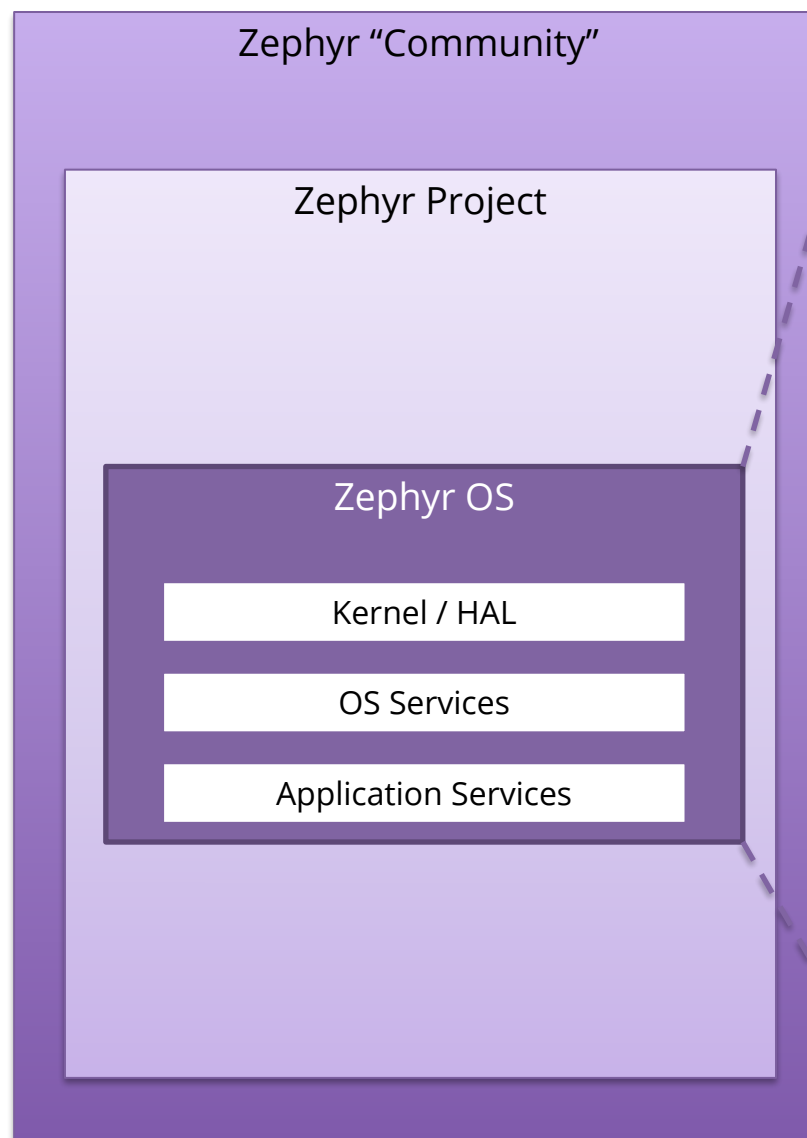 Zephyr “Community”
Zephyr Project
Zephyr OS
Kernel / HAL
OS Services
Application Services